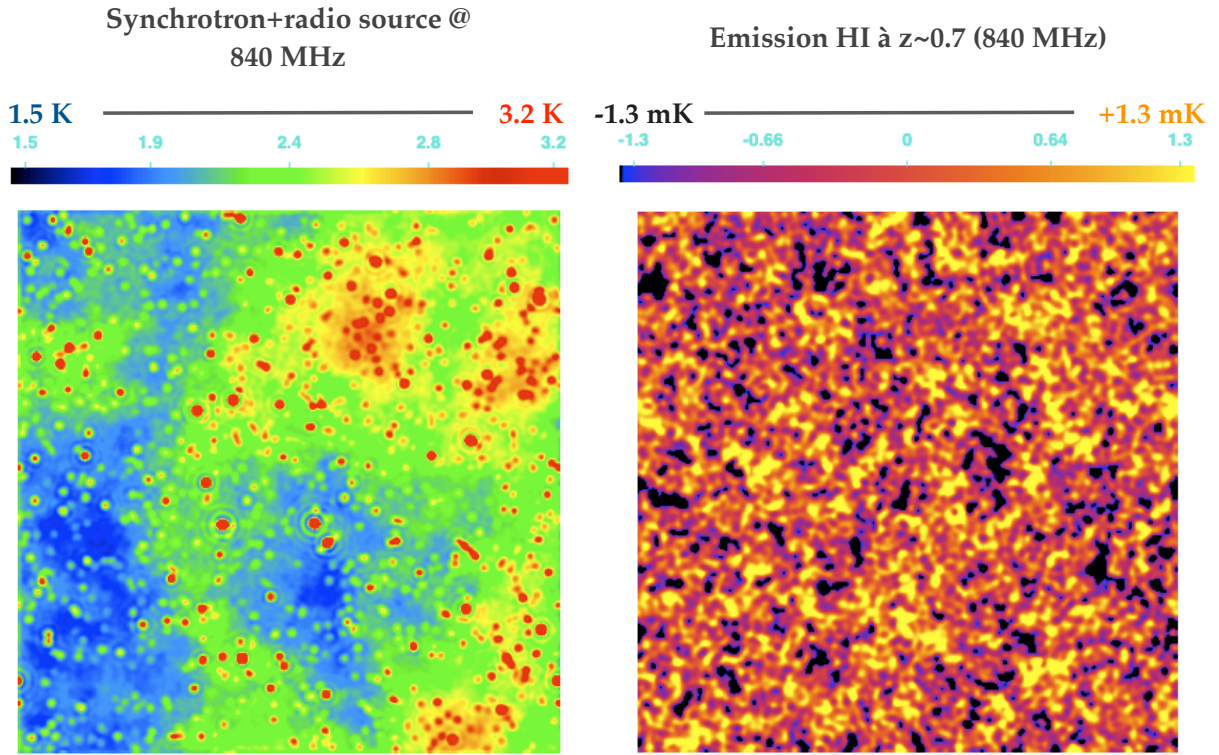 Synchrotron+radio source @
840 MHz
1.5 K
3.2 K
1.5
1.9
2.4
2.8
3.2
Emission HI à z~0.7 (840 MHz)
-1.3 mK
+1.3 mK
-1.3
-0.66
0
0.64
1.3